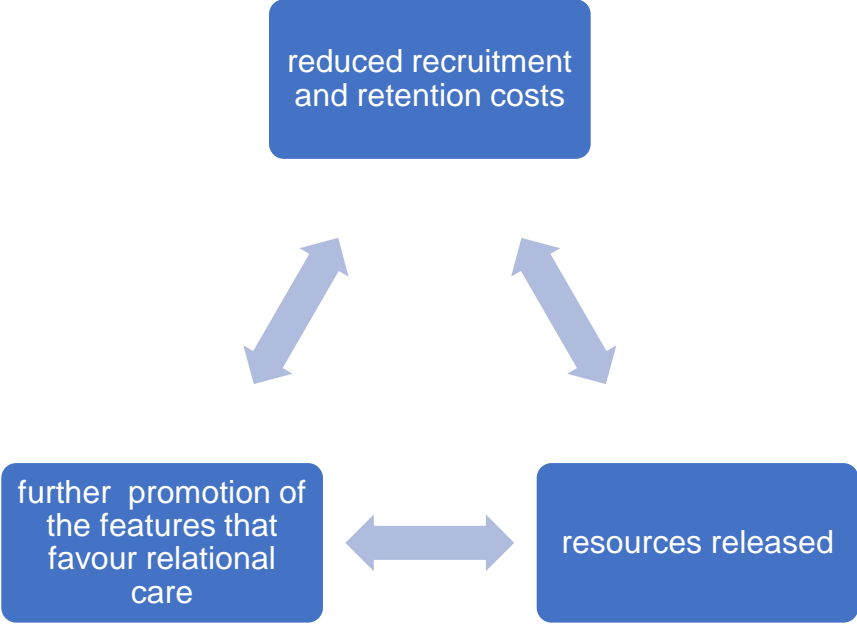 reduced recruitment
and retention costs
further  promotion of
the features that
favour relational
care
resources released